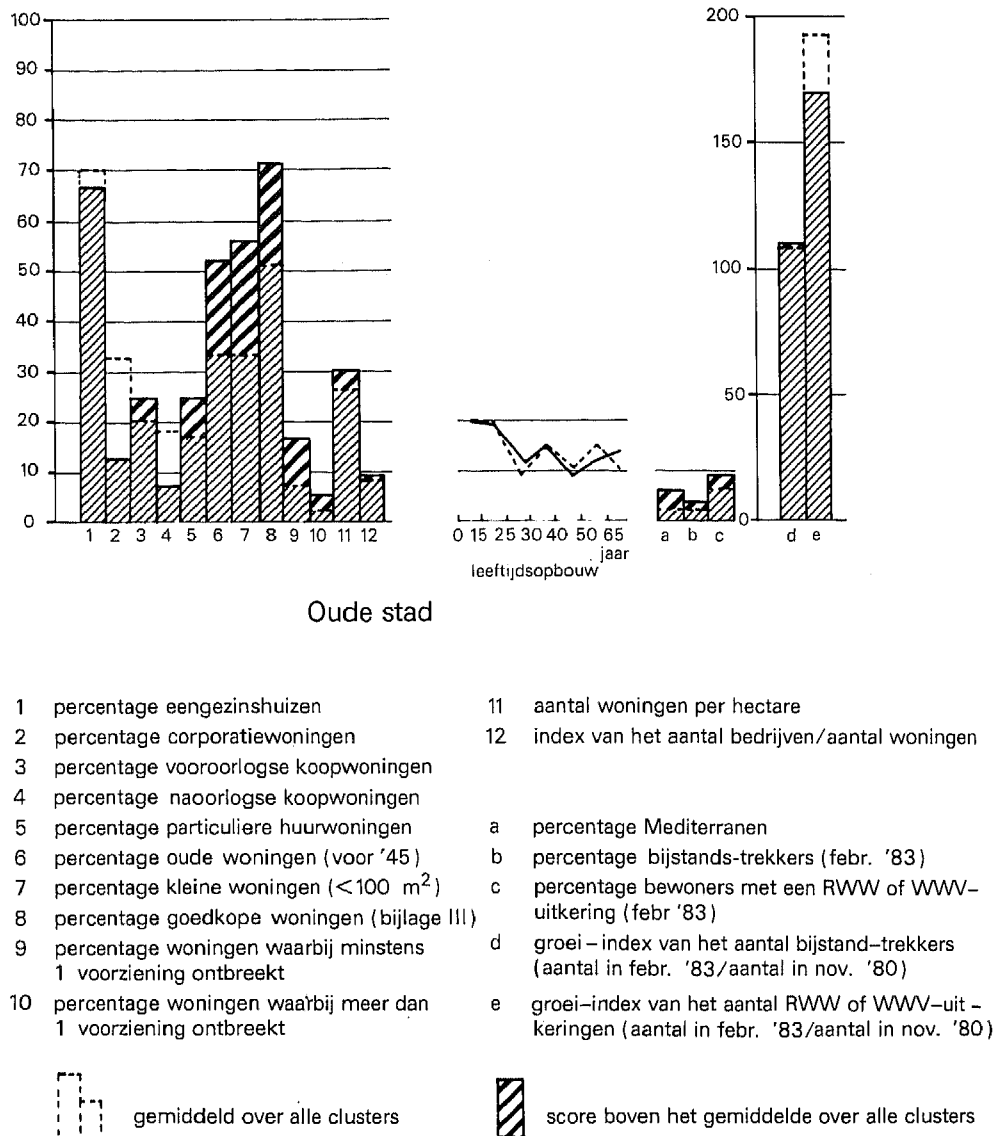 100
90
80
70
60
50
40
30
20
10
0
1 2 3 4 5 6 7 8 9 10 11 12
0 15 25 30 40 50 65
jaar
leeftijdsopbouw
a b c
200
150
100
50
0
d e
Oude stad
1 percentage eengezinshuizen
2 percentage corporatiewoningen
3 percentage vooroorlogse koopwoningen
4 percentage naoorlogse koopwoningen
5 percentage particuliere huurwoningen
6 percentage oude woningen (voor '45)
7 percentage kleine woningen (<100 m²)
8 percentage goedkope woningen (bijlage III)
9 percentage woningen waarbij minstens
1 voorziening ontbreekt
10 percentage woningen waarbij meer dan
1 voorziening ontbreekt
11 aantal woningen per hectare
12 index van het aantal bedrijven/aantal woningen
a percentage Mediterranen
b percentage bijstands-trekkers (febr. '83)
c percentage bewoners met een RWW of WWV-
uitkering (febr '83)
d groei-index van het aantal bijstand-trekkers
(aantal in febr. '83/aantal in nov. '80)
e groei-index van het aantal RWW of WWV-uit -
keringen (aantal in febr. '83/aantal in nov. '80)
gemiddeld over alle clusters
score boven het gemiddelde over alle clusters